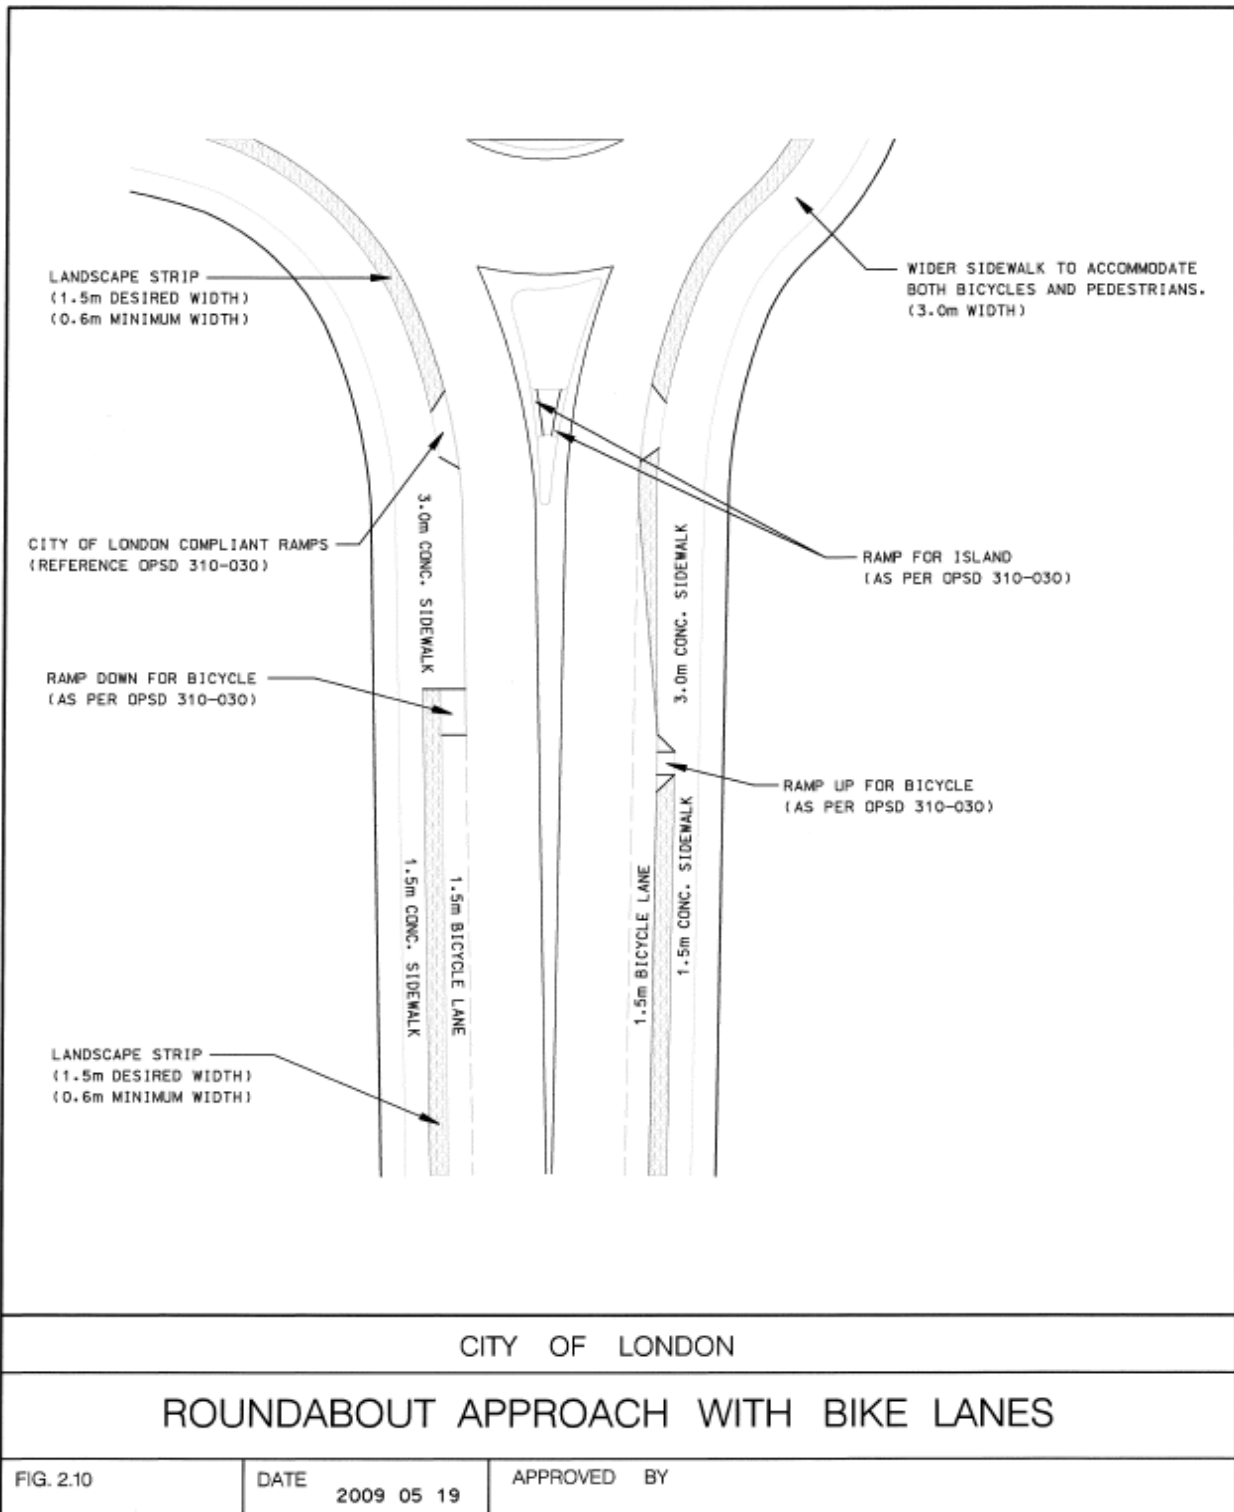 LANDSCAPE STRIP
(1.5m DESIRED WIDTH)
(0.6m MINIMUM WIDTH)
WIDER SIDEWALK TO ACCOMMODATE
BOTH BICYCLES AND PEDESTRIANS.
(3.0m WIDTH)
CITY OF LONDON COMPLIANT RAMPS
(REFERENCE OPSD 310-030)
3.0m CONC. SIDEWALK
3.0m CONC. SIDEWALK
RAMP FOR ISLAND
(AS PER OPSD 310-030)
RAMP DOWN FOR BICYCLE
(AS PER OPSD 310-030)
RAMP UP FOR BICYCLE
(AS PER OPSD 310-030)
1.5m CONC. SIDEWALK
1.5m BICYCLE LANE
1.5m BICYCLE LANE
1.5m CONC. SIDEWALK
LANDSCAPE STRIP
(1.5m DESIRED WIDTH)
(0.6m MINIMUM WIDTH)
CITY OF LONDON
ROUNDABOUT APPROACH WITH BIKE LANES
FIG. 2.10
DATE 2009 05 19
APPROVED BY